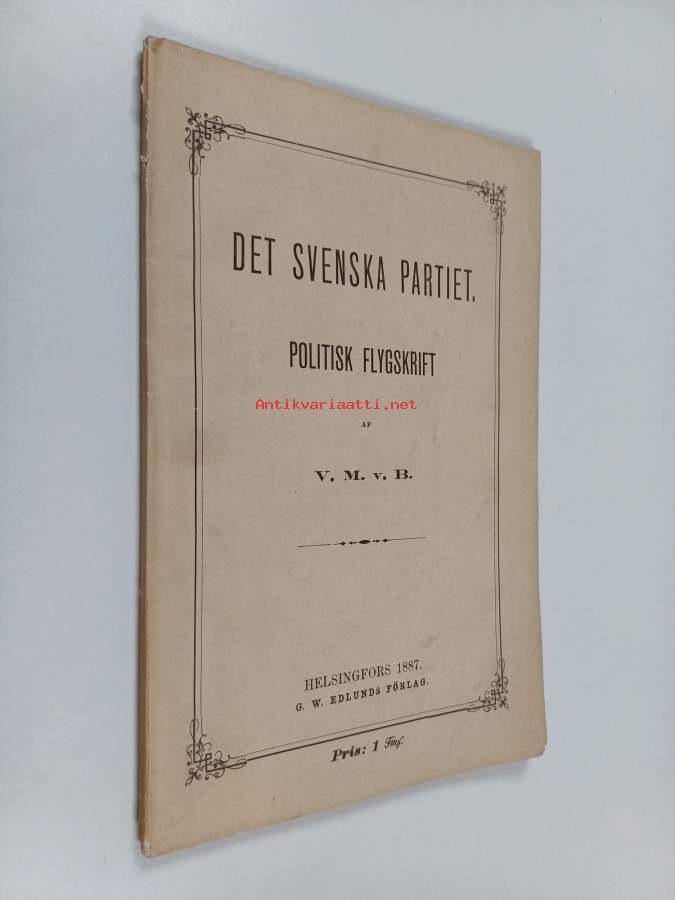 DET SVENSKA PARTIET.
POLITISK FLYGSKRIFT
Antikvariaatti.net
AF
V. M. v. B.
HELSINGFORS 1887.
G. W. EDLUNDS FÖRLAG.
Pris: 1 Fmk.